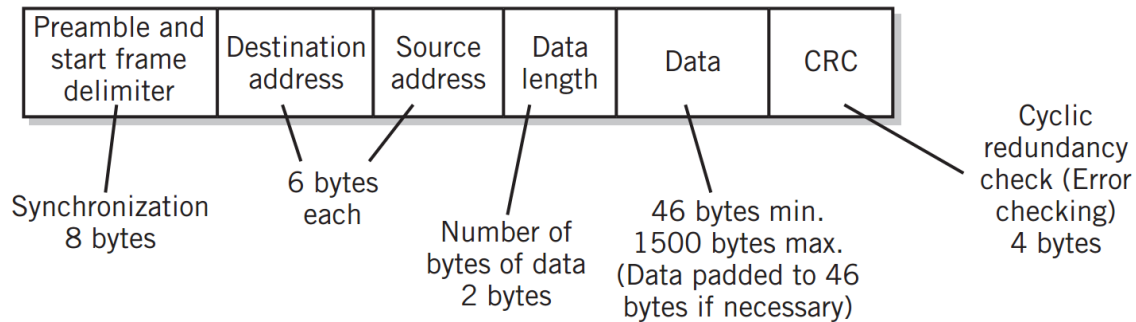 Preamble and
start frame
delimiter
Destination
address
Source
address
Data
length
Data
CRC
Synchronization
8 bytes
6 bytes
each
Number of
bytes of data
2 bytes
46 bytes min.
1500 bytes max.
(Data padded to 46
bytes if necessary)
Cyclic
redundancy
check (Error
checking)
4 bytes